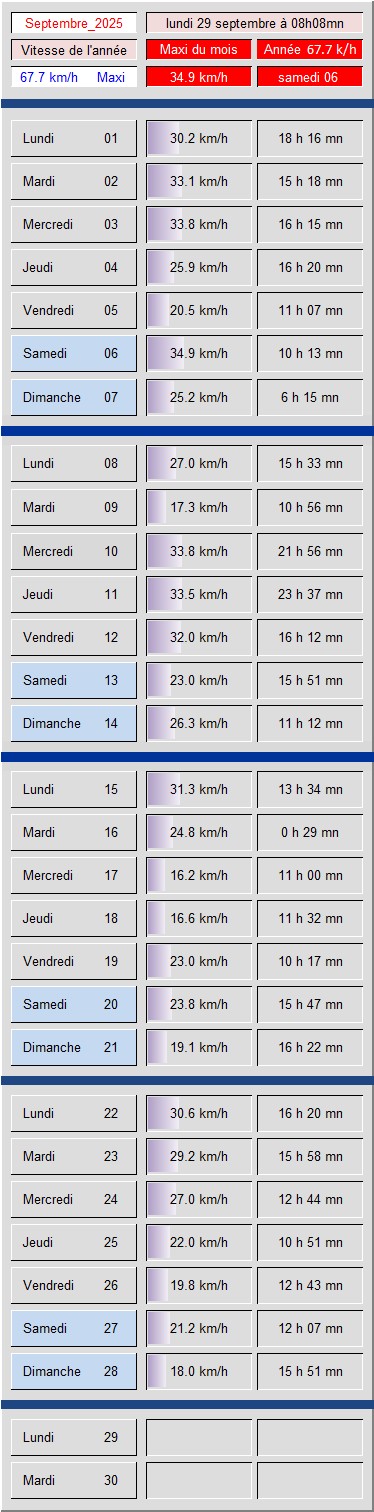 Septembre_2025 lundi 29 septembre à 08h08mn
Vitesse de l'année Maxi du mois Année 67.7 k/h
67.7 km/h Maxi 34.9 km/h samedi 06
Lundi 01 30.2 km/h 18 h 16 mn
Mardi 02 33.1 km/h 15 h 18 mn
Mercredi 03 33.8 km/h 16 h 15 mn
Jeudi 04 25.9 km/h 16 h 20 mn
Vendredi 05 20.5 km/h 11 h 07 mn
Samedi 06 34.9 km/h 10 h 13 mn
Dimanche 07 25.2 km/h 6 h 15 mn
Lundi 08 27.0 km/h 15 h 33 mn
Mardi 09 17.3 km/h 10 h 56 mn
Mercredi 10 33.8 km/h 21 h 56 mn
Jeudi 11 33.5 km/h 23 h 37 mn
Vendredi 12 32.0 km/h 16 h 12 mn
Samedi 13 23.0 km/h 15 h 51 mn
Dimanche 14 26.3 km/h 11 h 12 mn
Lundi 15 31.3 km/h 13 h 34 mn
Mardi 16 24.8 km/h 0 h 29 mn
Mercredi 17 16.2 km/h 11 h 00 mn
Jeudi 18 16.6 km/h 11 h 32 mn
Vendredi 19 23.0 km/h 10 h 17 mn
Samedi 20 23.8 km/h 15 h 47 mn
Dimanche 21 19.1 km/h 16 h 22 mn
Lundi 22 30.6 km/h 16 h 20 mn
Mardi 23 29.2 km/h 15 h 58 mn
Mercredi 24 27.0 km/h 12 h 44 mn
Jeudi 25 22.0 km/h 10 h 51 mn
Vendredi 26 19.8 km/h 12 h 43 mn
Samedi 27 21.2 km/h 12 h 07 mn
Dimanche 28 18.0 km/h 15 h 51 mn
Lundi 29
Mardi 30